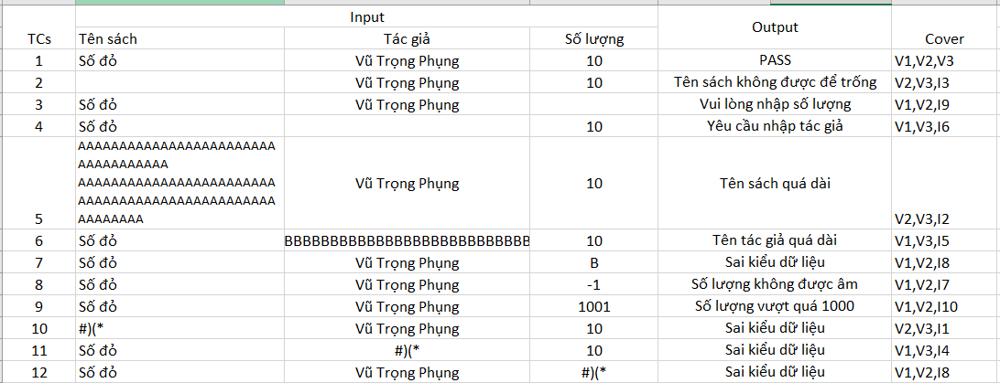 Input
Output
TCs Tên sách Tác giả Số lượng Cover
1 Số đỏ Vũ Trọng Phụng 10 PASS V1,V2,V3
2 Vũ Trọng Phụng 10 Tên sách không được để trống V2,V3,I3
3 Số đỏ Vũ Trọng Phụng Vui lòng nhập số lượng V1,V2,I9
4 Số đỏ 10 Yêu cầu nhập tác giả V1,V3,I6
AAAAAAAAAAAAAAAAAAAAAAAA
AAAAAAAAAAA
AAAAAAAAAAAAAAAAAAAAAAAA
AAAAAAAAAAAAAAAAAAAAAAAA
AAAAAAAA
5 Vũ Trọng Phụng 10 Tên sách quá dài V2,V3,I2
6 Số đỏ BBBBBBBBBBBBBBBBBBBBBBBBBBB 10 Tên tác giả quá dài V1,V3,I5
7 Số đỏ Vũ Trọng Phụng B Sai kiểu dữ liệu V1,V2,I8
8 Số đỏ Vũ Trọng Phụng -1 Số lượng không được âm V1,V2,I7
9 Số đỏ Vũ Trọng Phụng 1001 Số lượng vượt quá 1000 V1,V2,I10
10 #)(* Vũ Trọng Phụng 10 Sai kiểu dữ liệu V2,V3,I1
11 Số đỏ #)(* 10 Sai kiểu dữ liệu V1,V3,I4
12 Số đỏ Vũ Trọng Phụng #)(* Sai kiểu dữ liệu V1,V2,I8